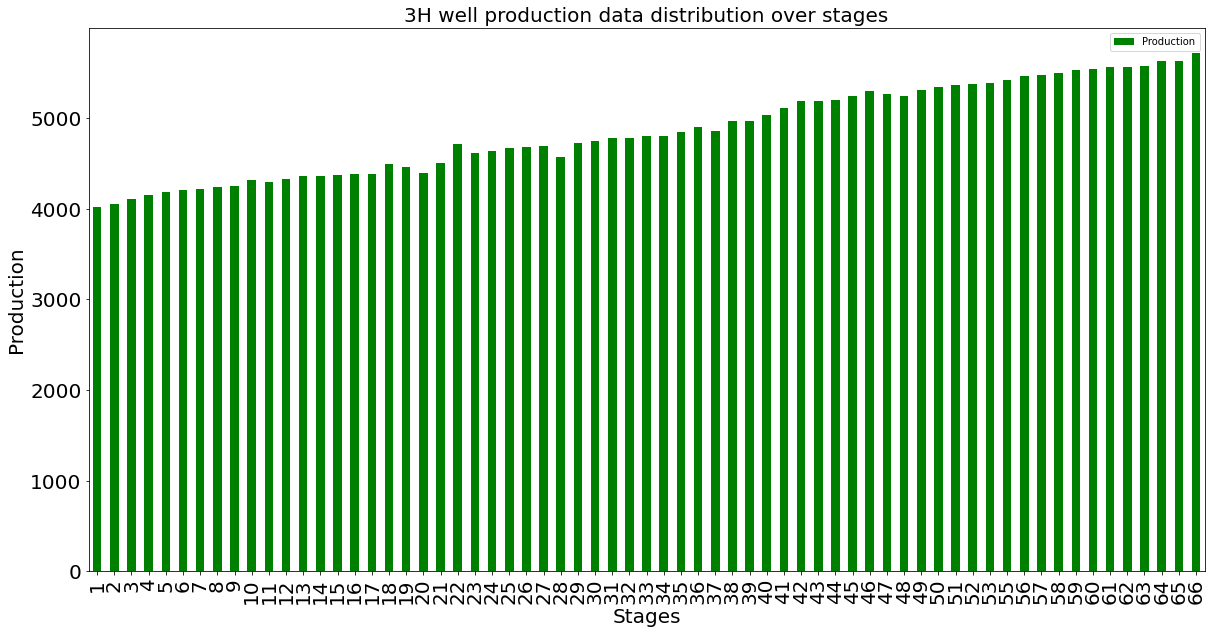 3H well production data distribution over stages
Production
5000
4000
3000
2000
1000
0
Production
1 2 3 4 5 6 7 8 9 10 11 12 13 14 15 16 17 18 19 20 21 22 23 24 25 26 27 28 29 30 31 32 33 34 35 36 37 38 39 40 41 42 43 44 45 46 47 48 49 50 51 52 53 55 56 57 58 59 60 61 62 63 64 65 66
Stages